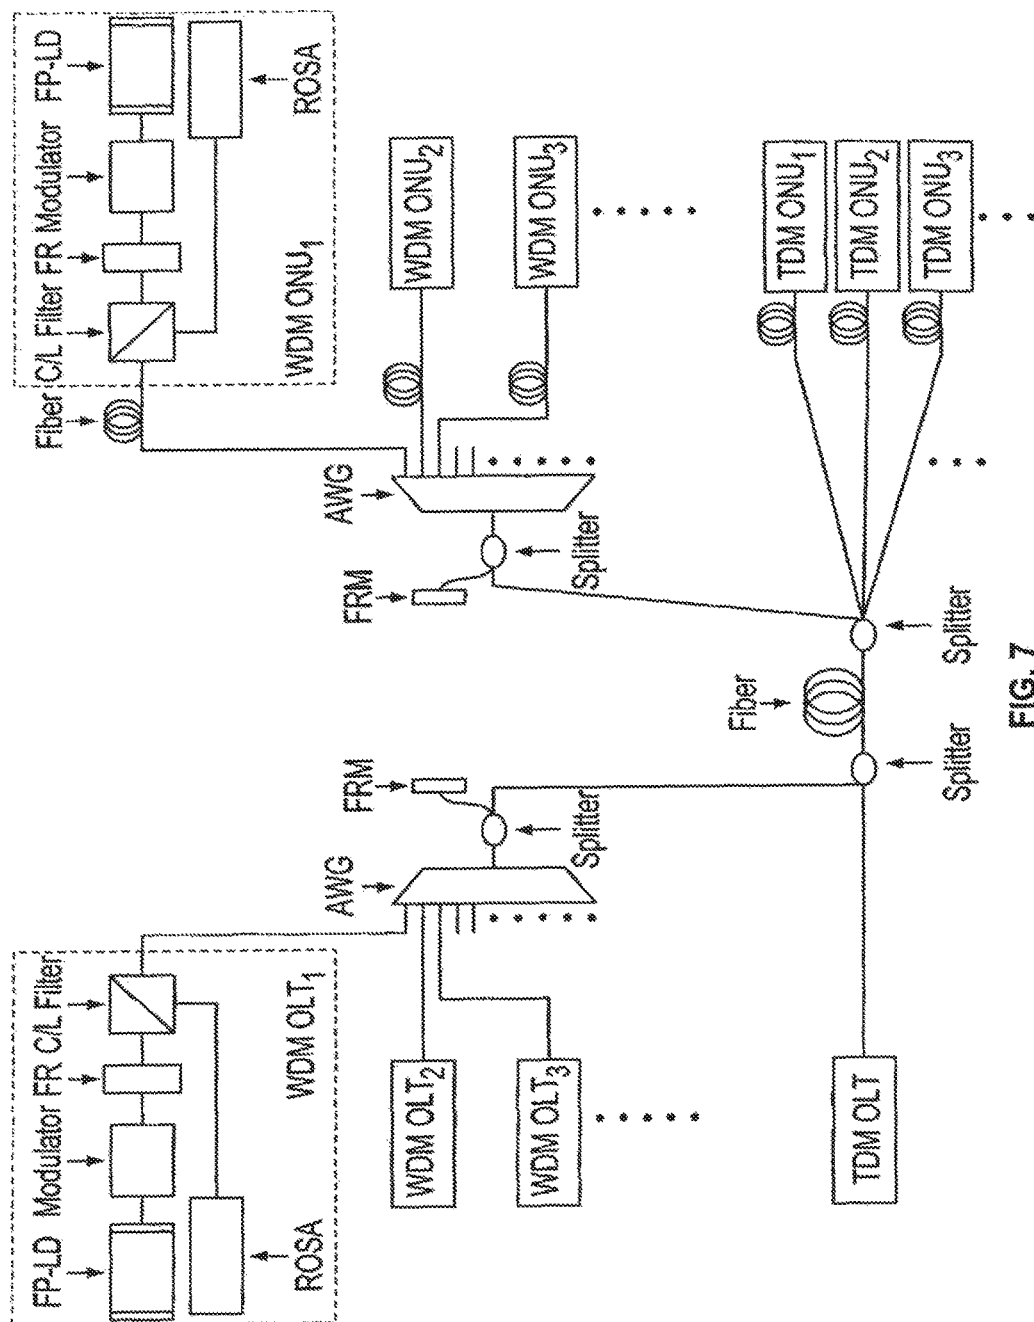 FP-LD Modulator FR C/L Filter
Fiber C/L Filter FR Modulator FP-LD
ROSA
WDM OLT1
WDM ONU1
ROSA
AWG
FRM
FRM
AWG
WDM OLT2
WDM ONU2
WDM OLT3
WDM ONU3
Splitter
Splitter
Fiber
TDM ONU1
TDM OLT
TDM ONU2
TDM ONU3
Splitter
Splitter
FIG. 7